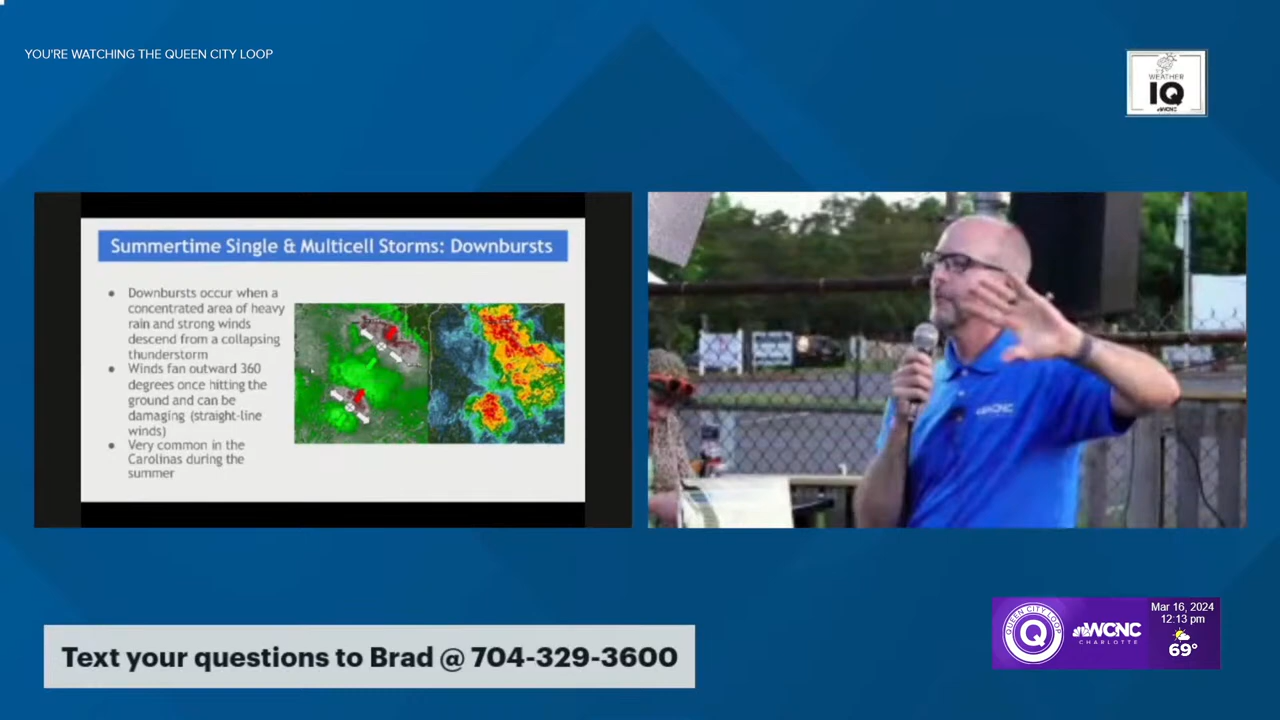 YOU'RE WATCHING THE QUEEN CITY LOOP
WEATHER
IQ
WCNC
Summertime Single & Multicell Storms: Downbursts
Downbursts occur when a
concentrated area of heavy
rain and strong winds
descend from a collapsing
thunderstorm
Winds fan outward 360
degrees once hitting the
ground and can be
damaging (straight-line
winds)
Very common in the
Carolinas during the
summer
WCNC
Text your questions to Brad @ 704-329-3600
QUEEN CITY LOOP
Q
WCNC
CHARLOTTE
Mar 16, 2024
12:13 pm
69°